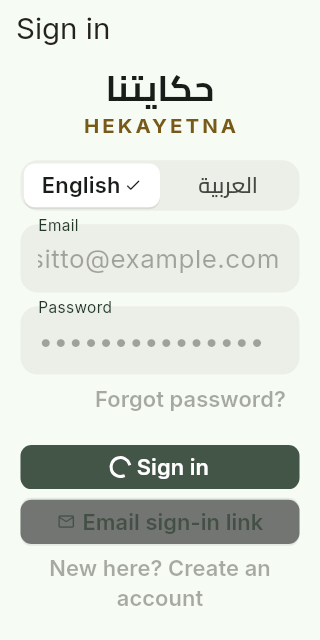 Sign in
حكايتنا
HEKAYETNA
English
العربية
Email
sitto@example.com
Password
•••••••••••••••
Forgot password?
Sign in
Email sign-in link
New here? Create an
account